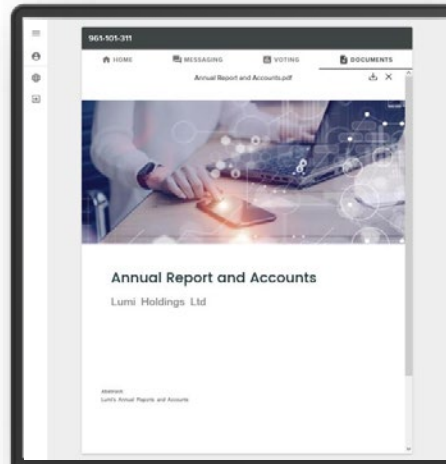 961-101-311
HOME MESSAGING VOTING DOCUMENTS
Annual Report and Accounts.pdf
Annual Report and Accounts
Lumi Holdings Ltd
Abstract
Lumi's Annual Reports and Accounts